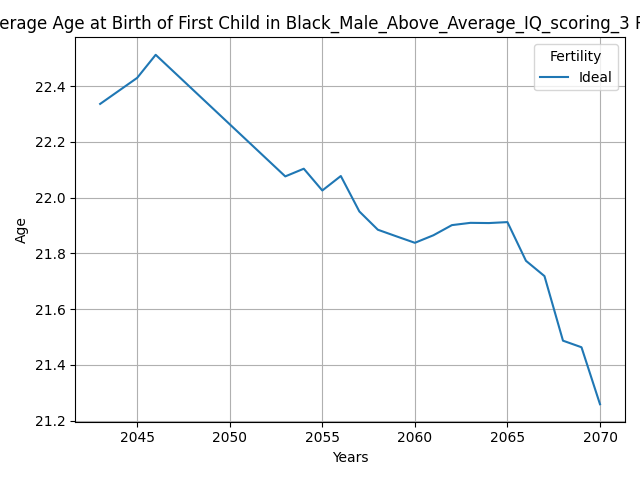 erage Age at Birth of First Child in Black_Male_Above_Average_IQ_scoring_3
Fertility
Ideal
22.4
22.2
22.0
21.8
21.6
21.4
21.2
Age
2045 2050 2055 2060 2065 2070
Years